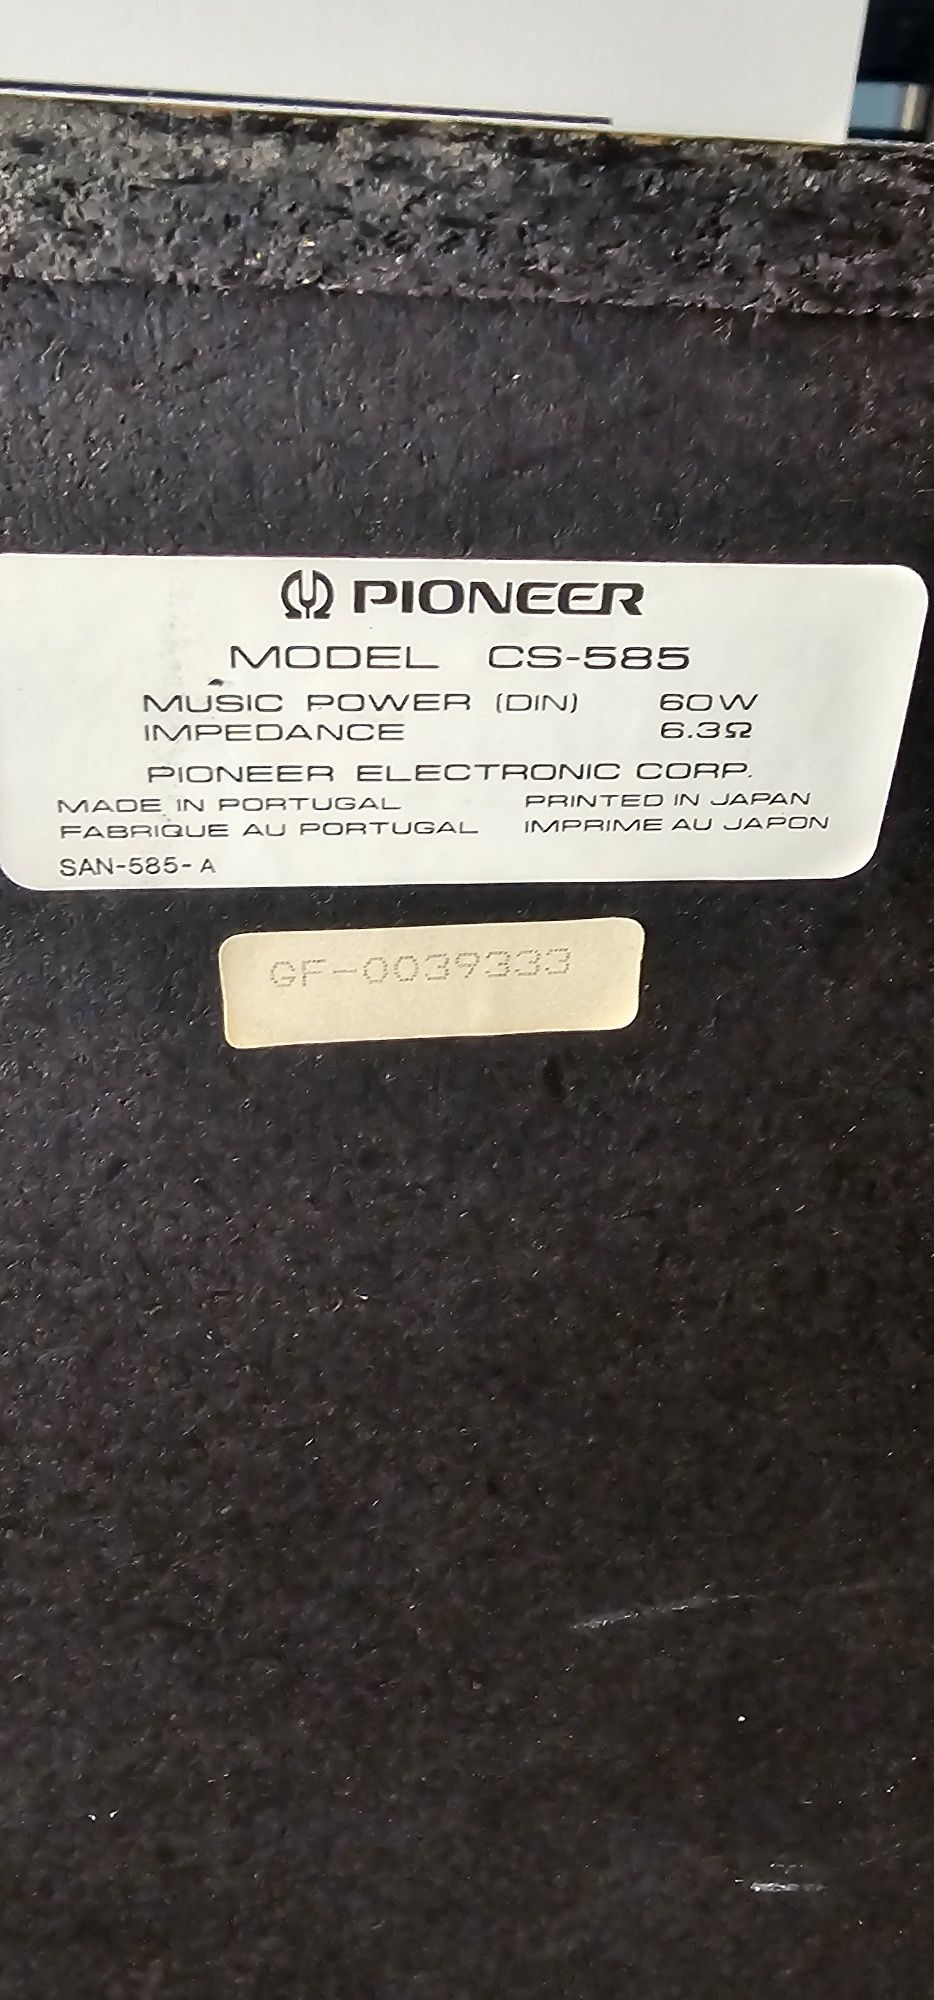 PIONEER
MODEL CS-585
MUSIC POWER (DIN) 60W
IMPEDANCE 6.3Ω
PIONEER ELECTRONIC CORP.
MADE IN PORTUGAL PRINTED IN JAPAN
FABRIQUE AU PORTUGAL IMPRIME AU JAPON
SAN-585-A
GF-0039333